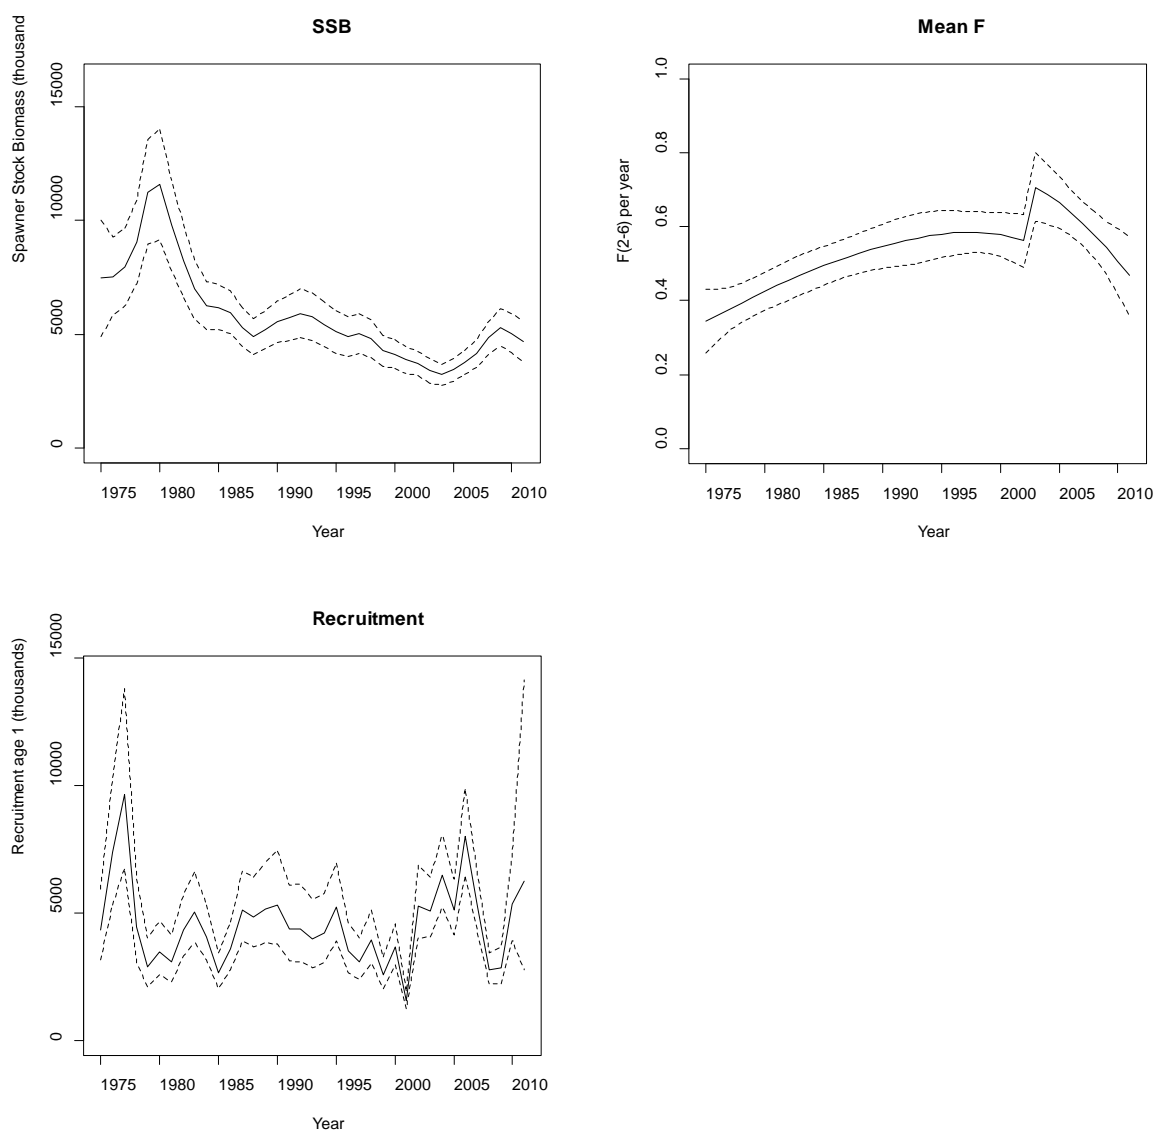 SSB
Spawner Stock Biomass (thousand
15000
10000
5000
0
1975 1980 1985 1990 1995 2000 2005 2010
Year
Mean F
F(2-6) per year
1.0
0.8
0.6
0.4
0.2
0.0
1975 1980 1985 1990 1995 2000 2005 2010
Year
Recruitment
Recruitment age 1 (thousands)
15000
10000
5000
0
1975 1980 1985 1990 1995 2000 2005 2010
Year